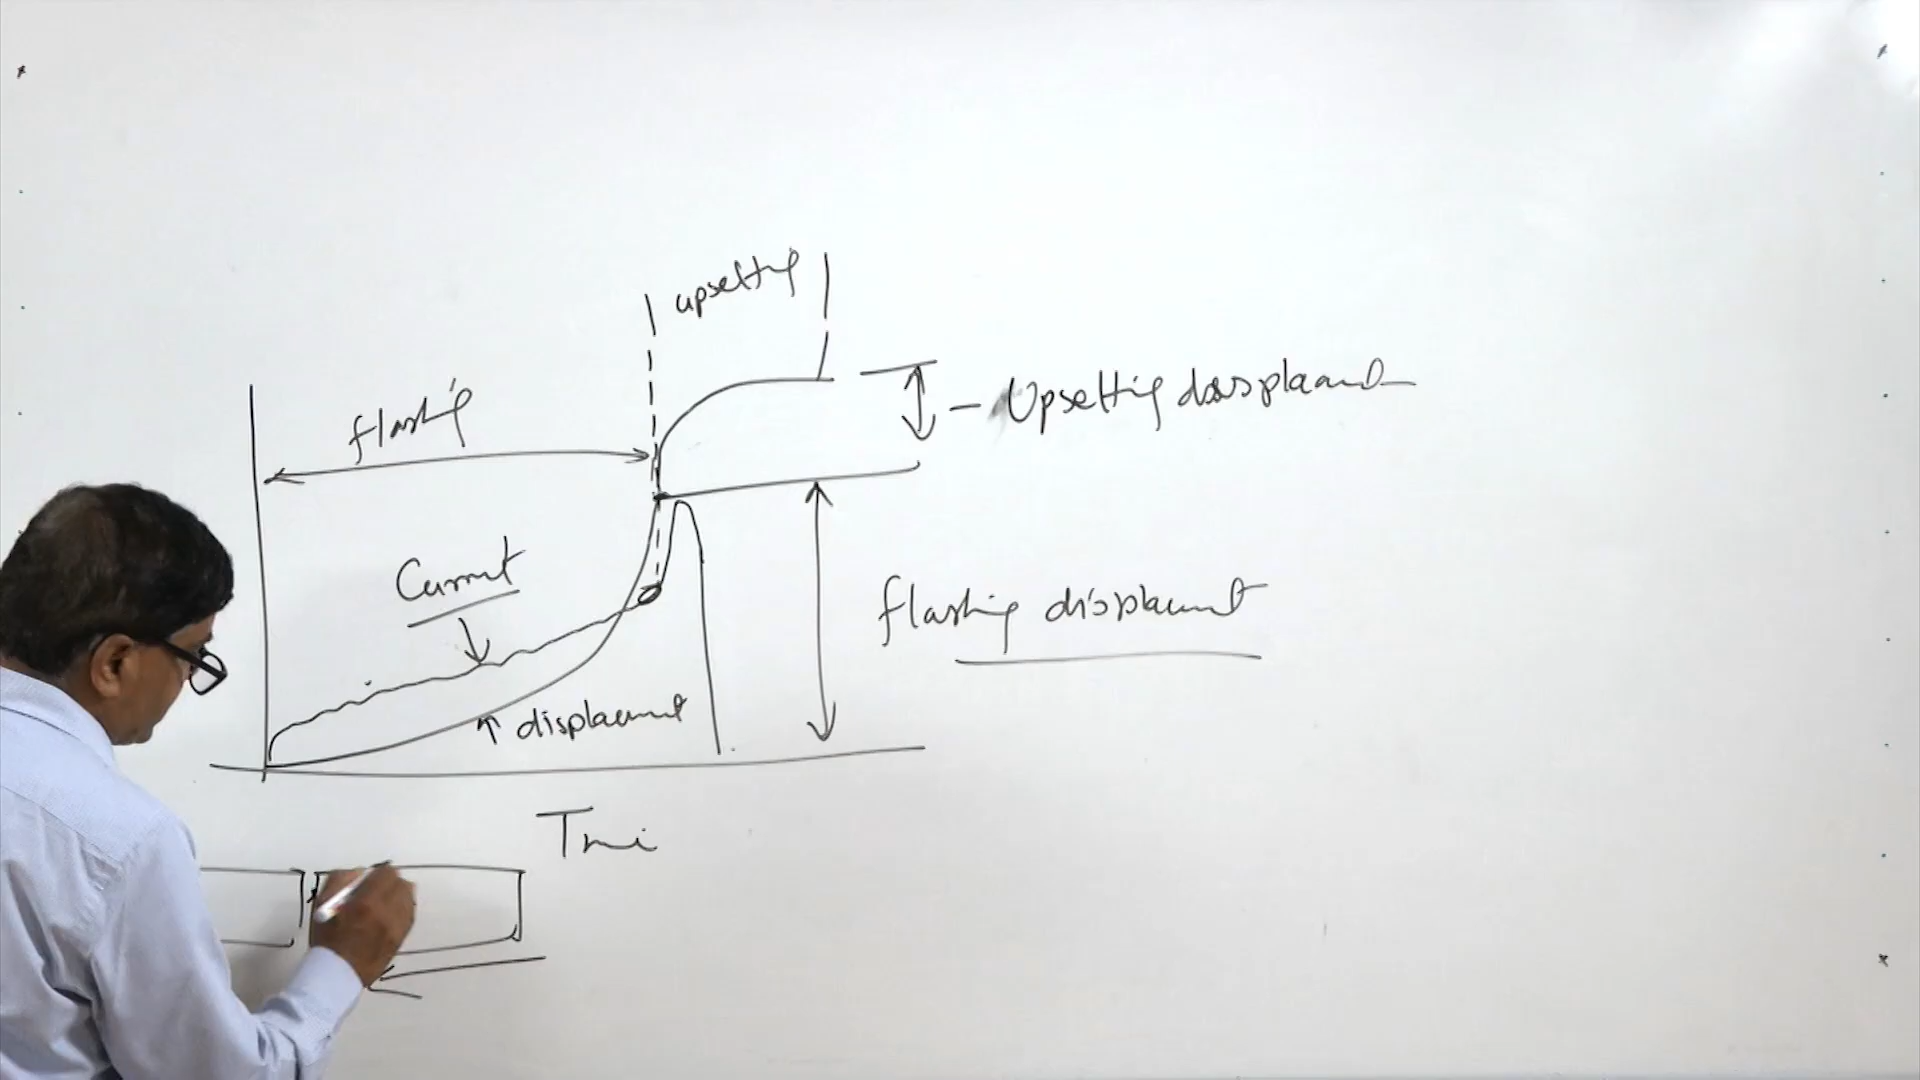 upsetting
flashing
Upsetting displacement
Current
flashing displacement
displacement
Time